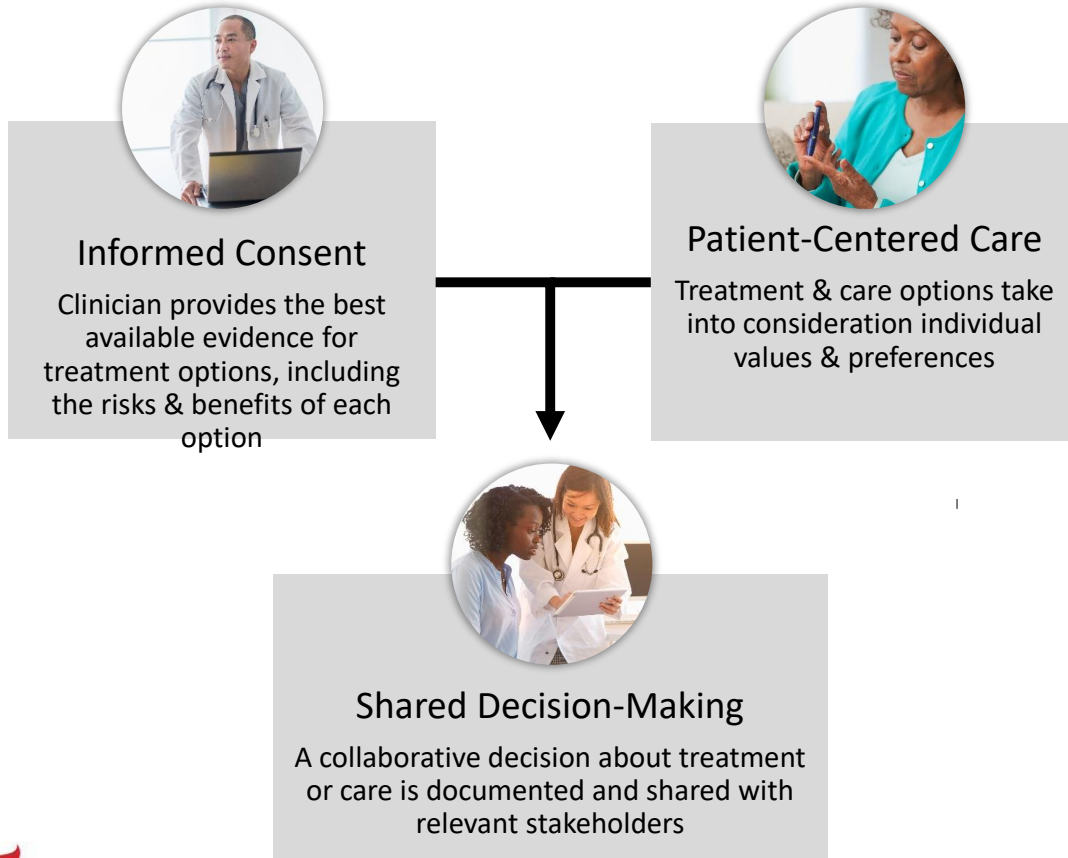 Informed Consent
Clinician provides the best
available evidence for
treatment options, including
the risks & benefits of each
option
Patient-Centered Care
Treatment & care options take
into consideration individual
values & preferences
Shared Decision-Making
A collaborative decision about treatment
or care is documented and shared with
relevant stakeholders